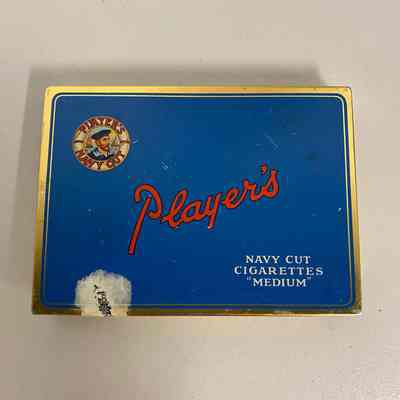 PLAYER'S
NAVY CUT
Player's
NAVY CUT
CIGARETTES
"MEDIUM"